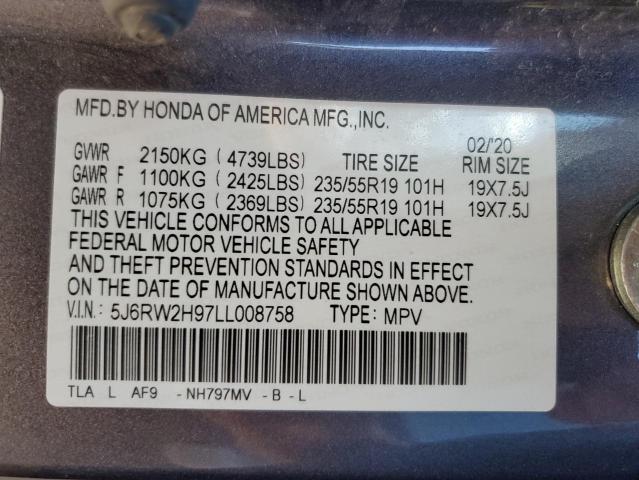 MFD.BY HONDA OF AMERICA MFG.,INC.
02/'20
GVWR 2150KG ( 4739LBS) TIRE SIZE RIM SIZE
GAWR F 1100KG ( 2425LBS) 235/55R19 101H 19X7.5J
GAWR R 1075KG ( 2369LBS) 235/55R19 101H 19X7.5J
THIS VEHICLE CONFORMS TO ALL APPLICABLE
FEDERAL MOTOR VEHICLE SAFETY
AND THEFT PREVENTION STANDARDS IN EFFECT
ON THE DATE OF MANUFACTURE SHOWN ABOVE.
V.I.N.: 5J6RW2H97LL008758 TYPE: MPV
TLA L AF9 - NH797MV - B - L